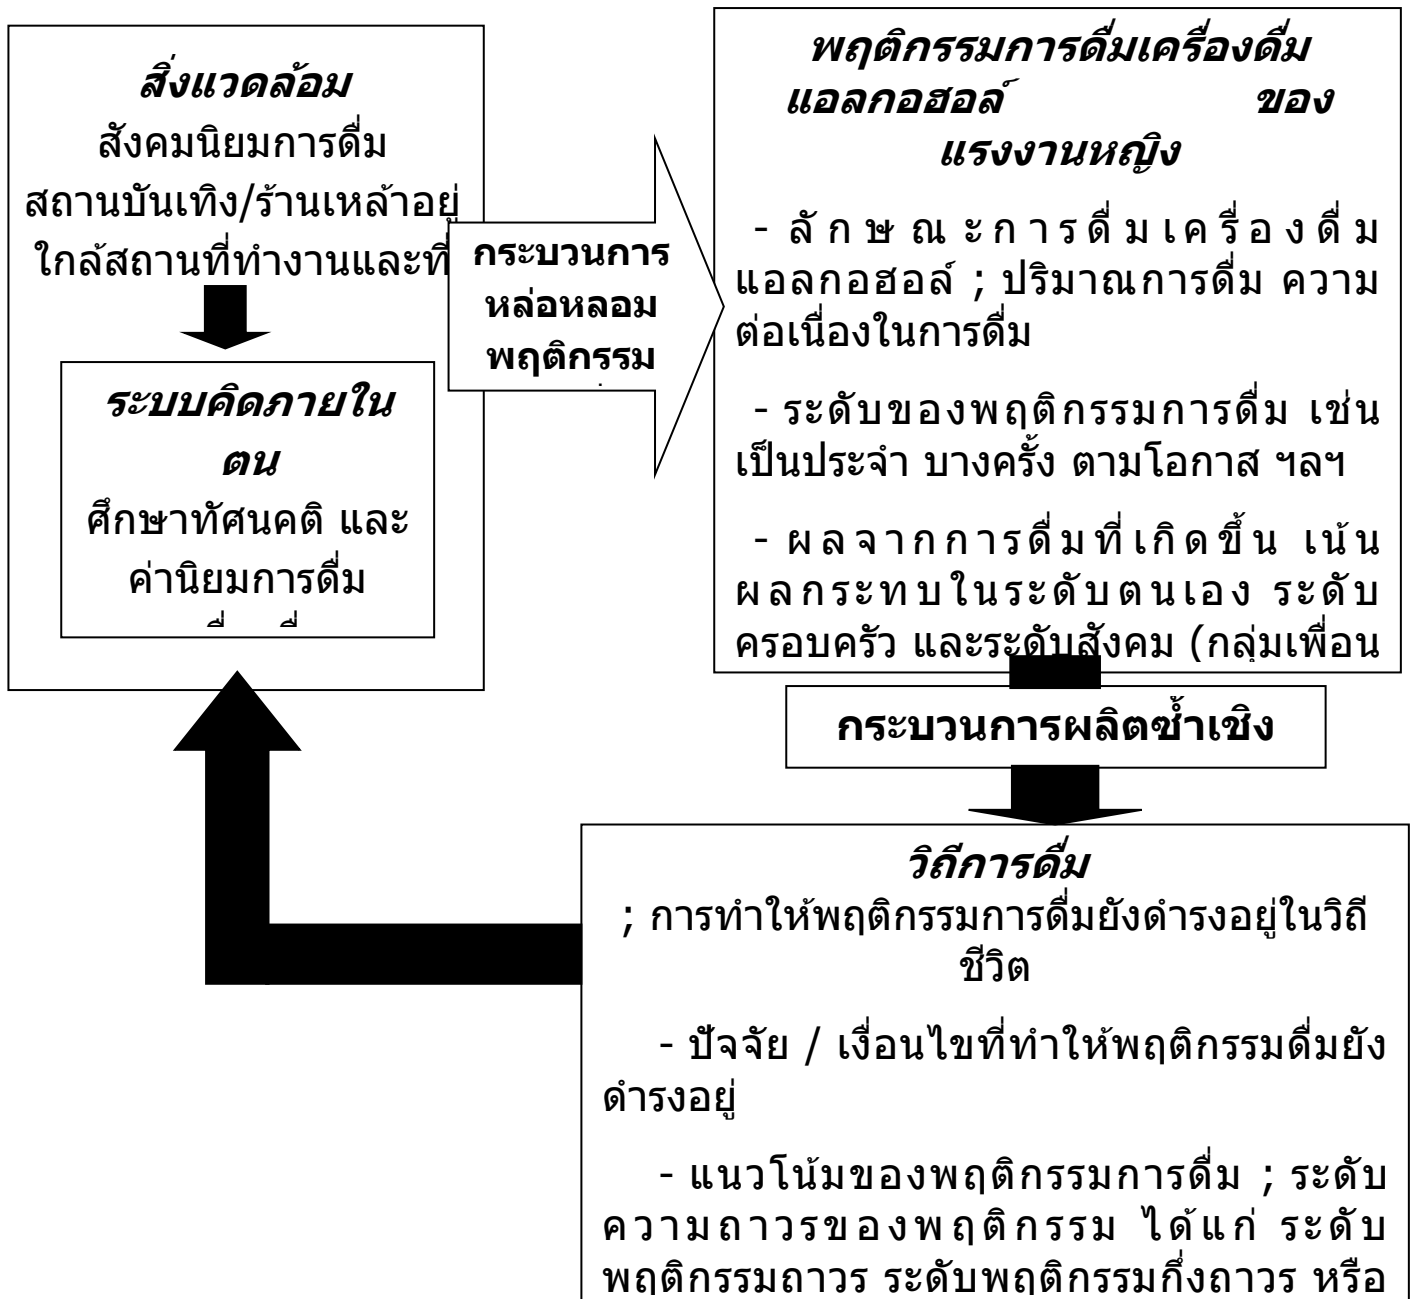 สิ่งแวดล้อม
สังคมนิยมการดื่ม
สถานบันเทิง/ร้านเหล้าอยู่
ใกล้สถานที่ทำงานและที่
ระบบคิดภายใน
ตน
ศึกษาทัศนคติ และ
ค่านิยมการดื่ม
กระบวนการ
หล่อหลอม
พฤติกรรม
พฤติกรรมการดื่มเครื่องดื่ม
แอลกอฮอล์ ของ
แรงงานหญิง
- ลักษณะการดื่มเครื่องดื่ม
แอลกอฮอล์ ; ปริมาณการดื่ม ความ
ต่อเนื่องในการดื่ม
- ระดับของพฤติกรรมการดื่ม เช่น
เป็นประจำ บางครั้ง ตามโอกาส ฯลฯ
- ผลจากการดื่มที่เกิดขึ้น เน้น
ผลกระทบในระดับตนเอง ระดับ
ครอบครัว และระดับสังคม (กลุ่มเพื่อน
กระบวนการผลิตซ้ำเชิง
วิถีการดื่ม
; การทำให้พฤติกรรมการดื่มยังดำรงอยู่ในวิถี
ชีวิต
- ปัจจัย / เงื่อนไขที่ทำให้พฤติกรรมดื่มยัง
ดำรงอยู่
- แนวโน้มของพฤติกรรมการดื่ม ; ระดับ
ความถาวรของพฤติกรรม ได้แก่ ระดับ
พฤติกรรมถาวร ระดับพฤติกรรมกึ่งถาวร หรือ